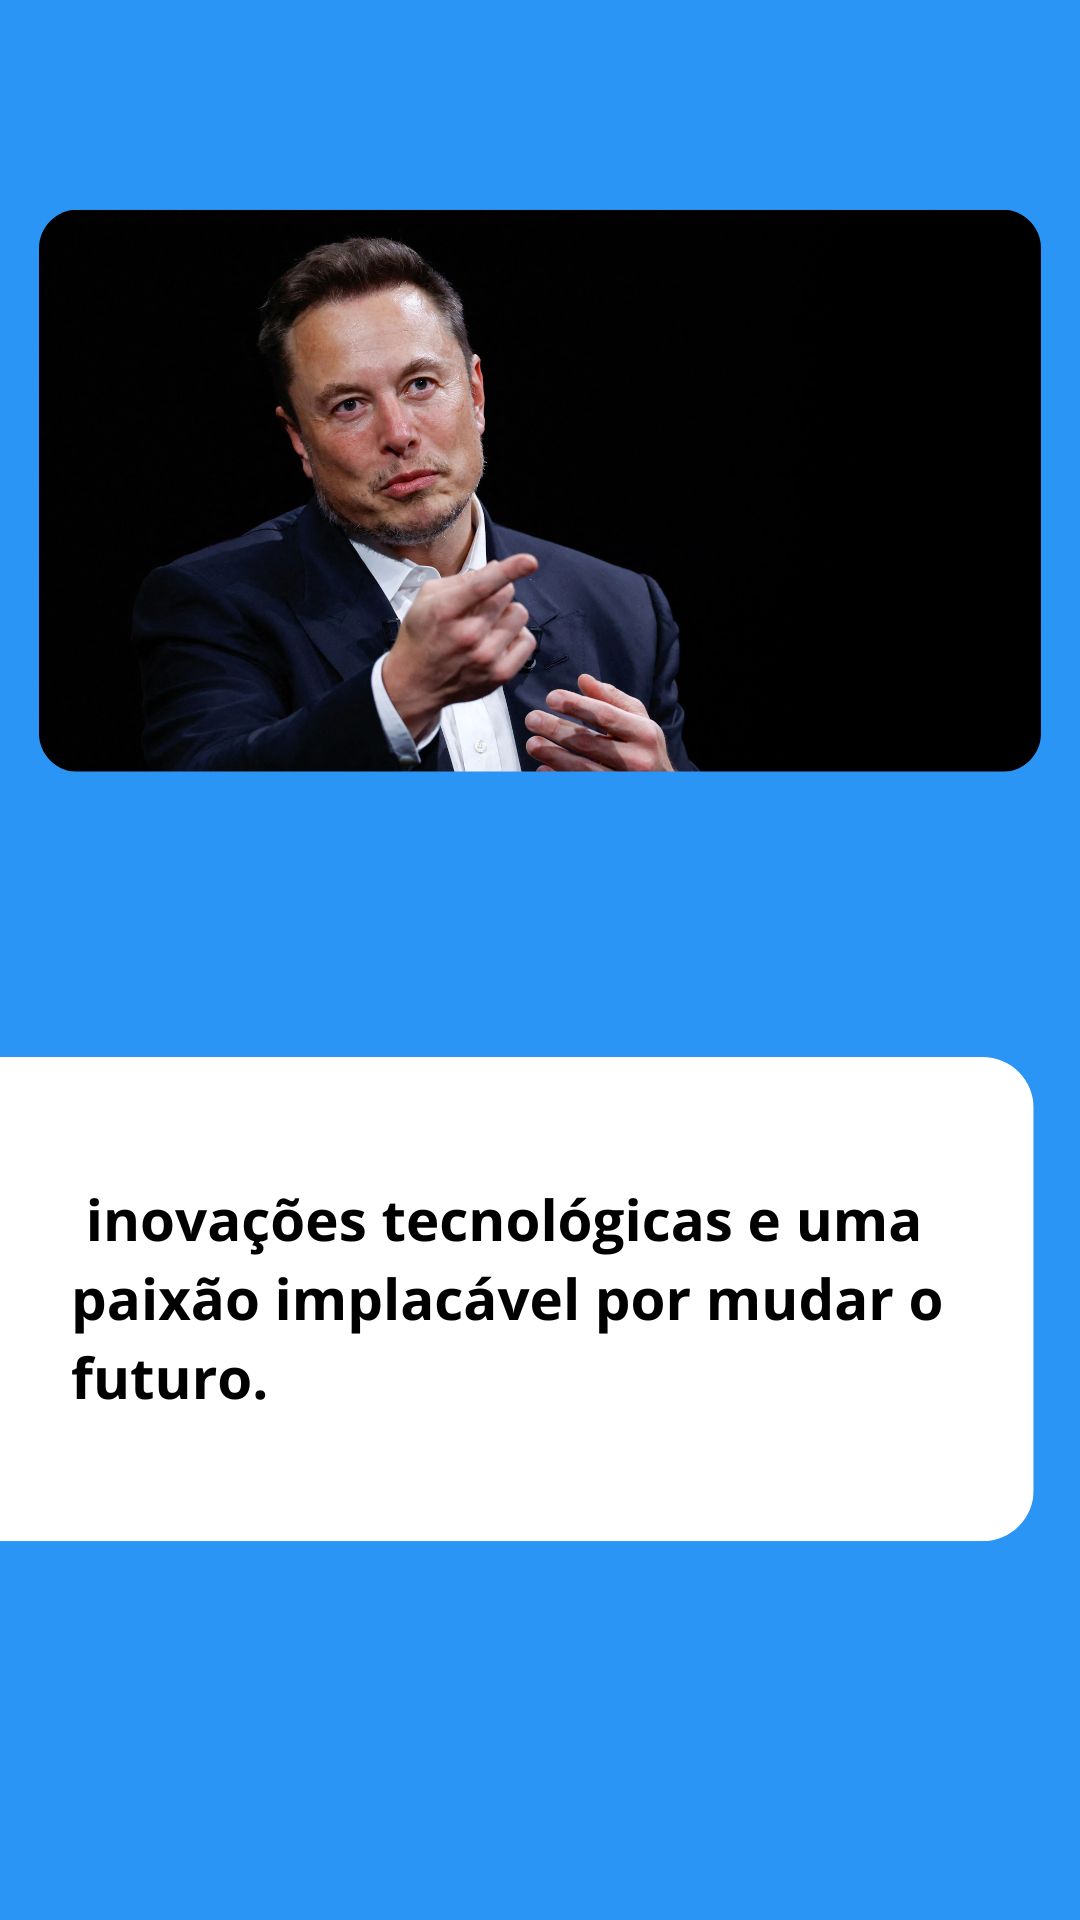 inovações tecnológicas e uma
paixão implacável por mudar o
futuro.